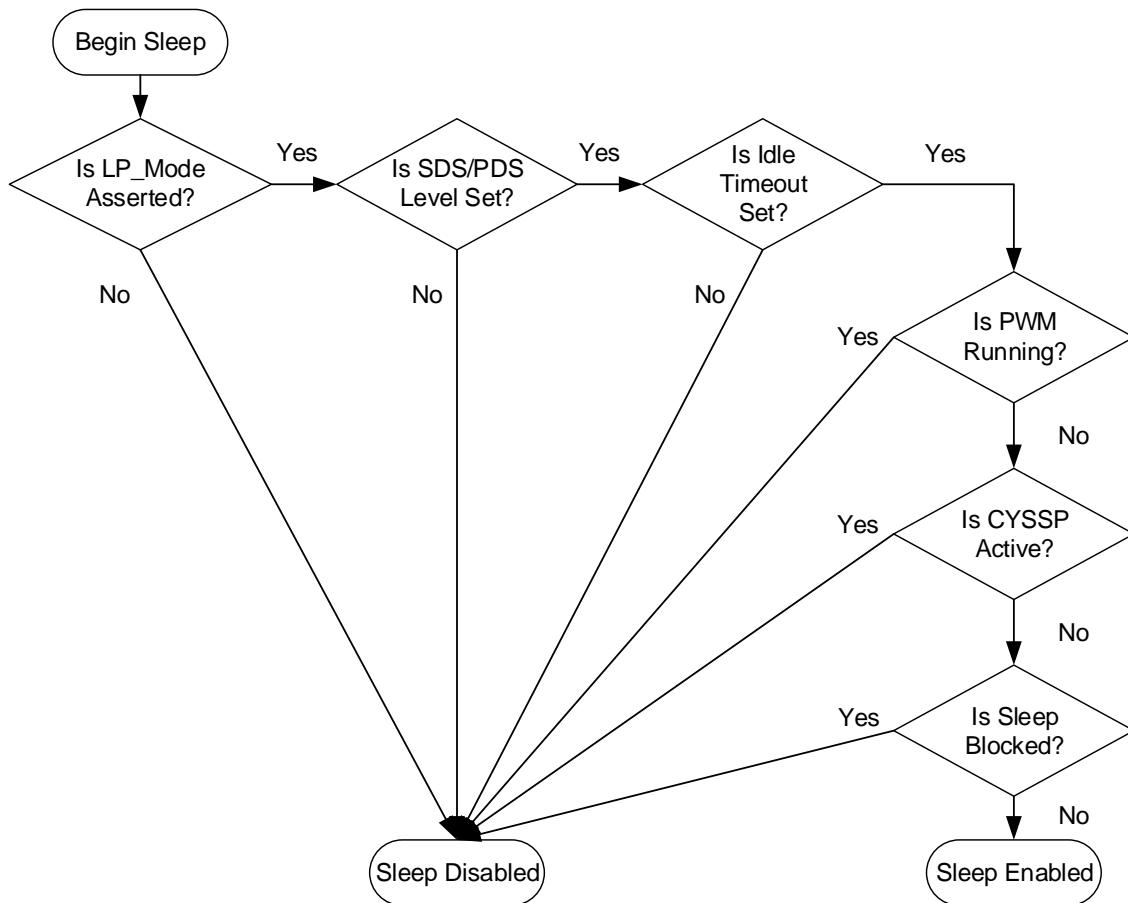 Begin Sleep
Is LP_Mode
Asserted?
Yes
Is SDS/PDS
Level Set?
Yes
Is Idle
Timeout
Set?
Yes
No
No
No
Is PWM
Running?
Yes
No
Is CYSSP
Active?
Yes
No
Is Sleep
Blocked?
Yes
No
Sleep Disabled
Sleep Enabled